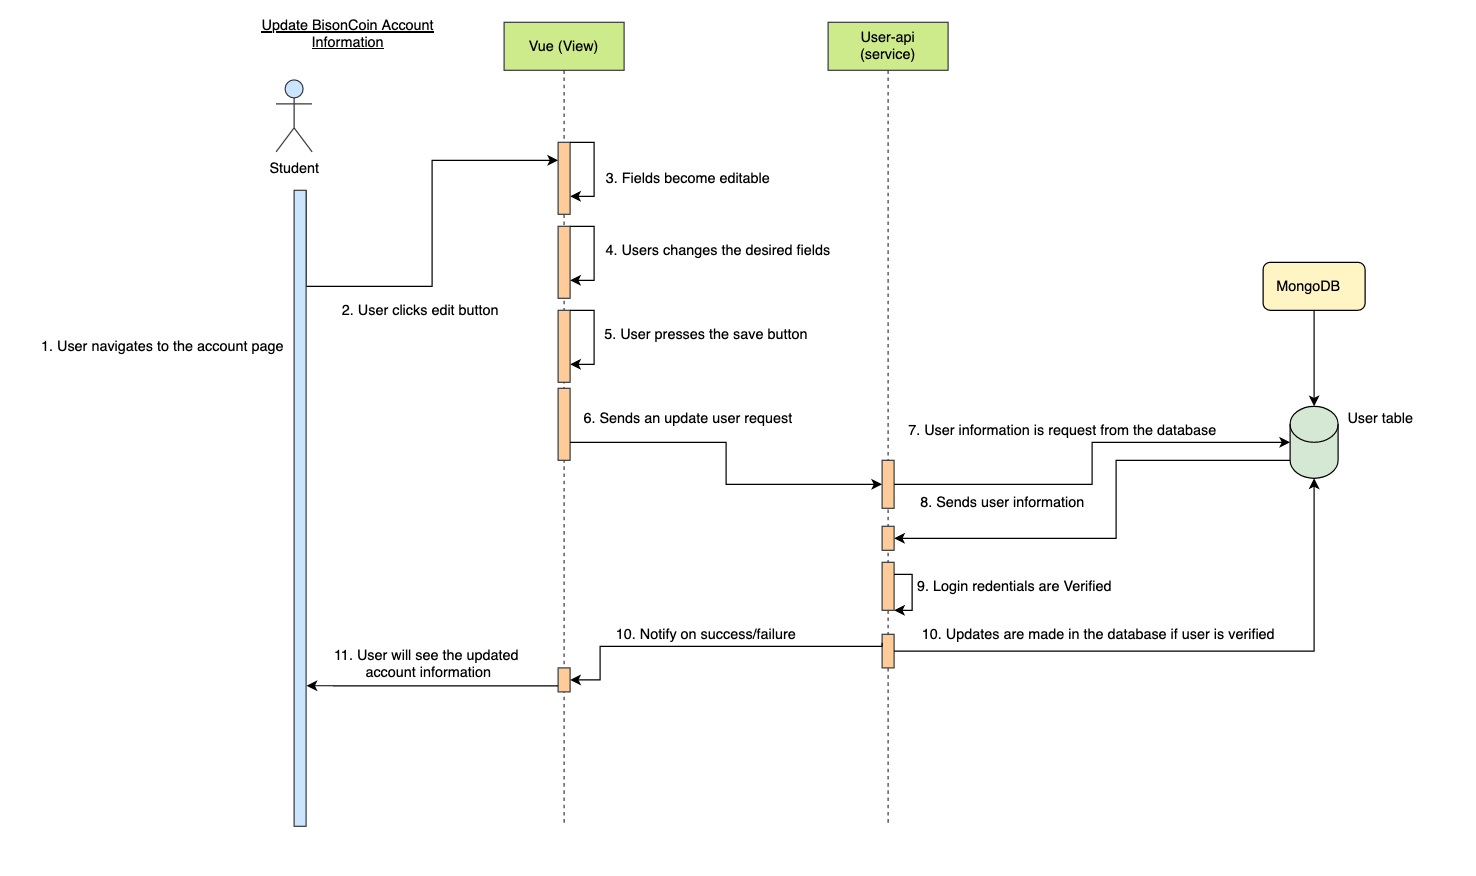 Update BisonCoin Account
Information
Vue (View)
User-api
(service)
Student
3. Fields become editable
4. Users changes the desired fields
MongoDB
2. User clicks edit button
5. User presses the save button
1. User navigates to the account page
6. Sends an update user request
7. User information is request from the database
User table
8. Sends user information
9. Login redentials are Verified
10. Notify on success/failure
10. Updates are made in the database if user is verified
11. User will see the updated
account information